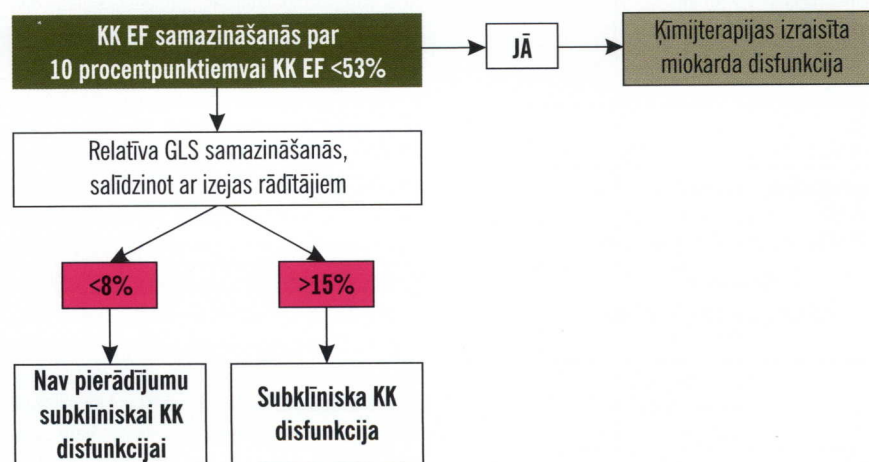 KK EF samazināšanās par
10 procentpunktiemvai KK EF <53%
JĀ
Ķīmijterapijas izraisīta
miokarda disfunkcija
Relatīva GLS samazināšanās,
salīdzinot ar izejas rādītājiem
<8%
>15%
Nav pierādījumu
subklīniskai KK
disfunkcijai
Subklīniska KK
disfunkcija